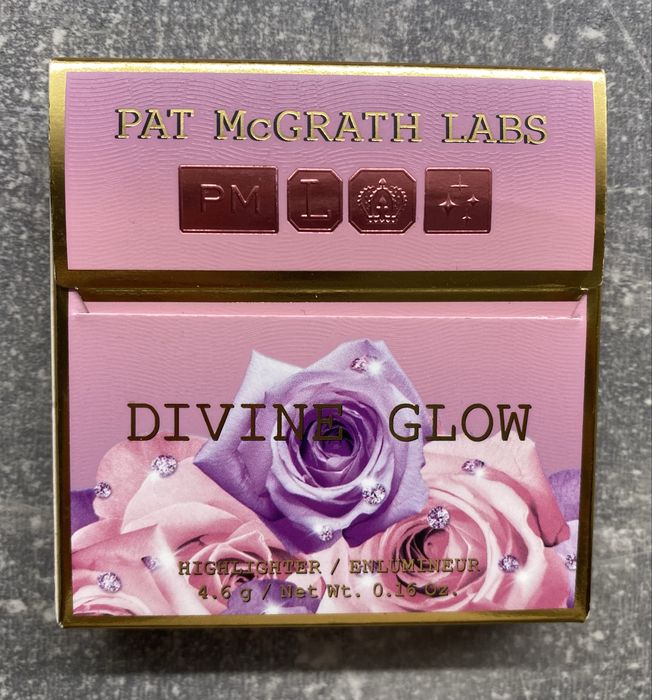 PAT McGRATH LABS
PM L
DIVINE GLOW
HIGHLIGHTER / ENLUMINEUR
4.6 g / Net Wt. 0.16 Oz.